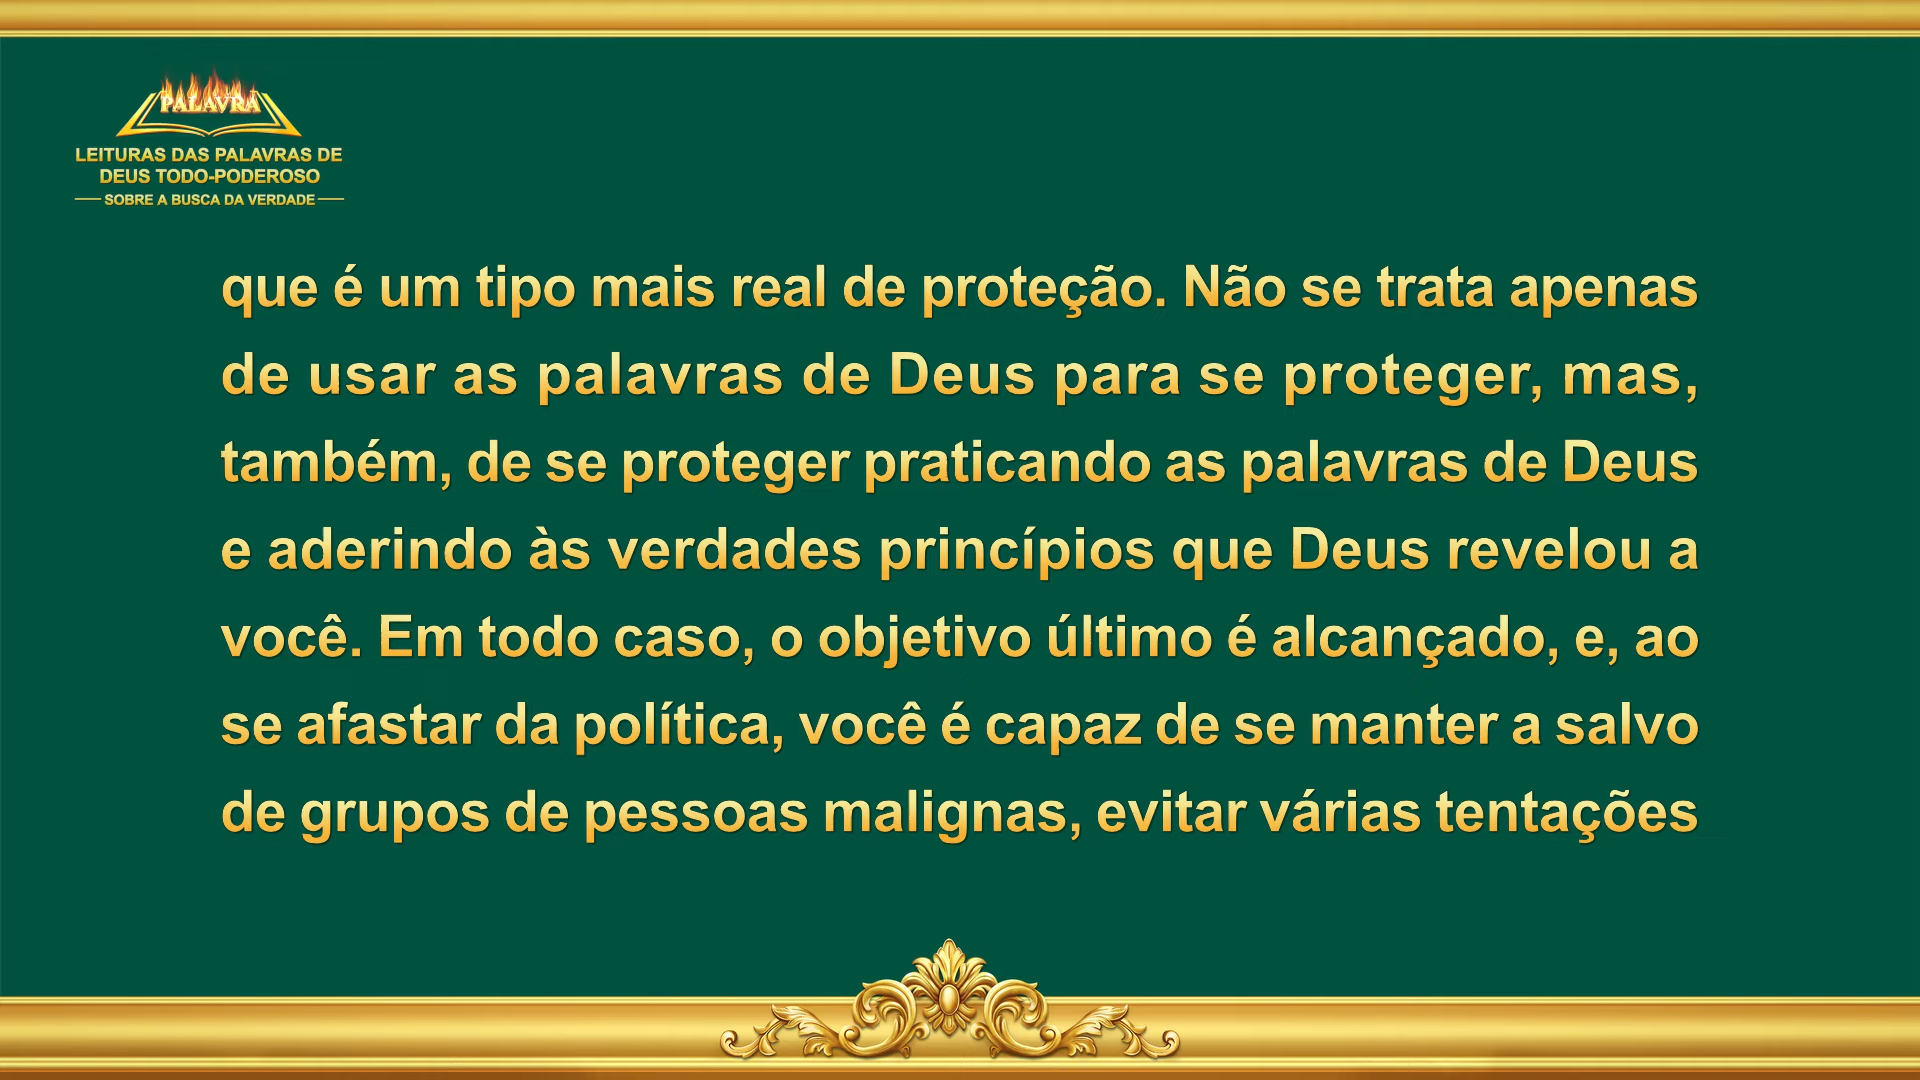 PALAVRA
LEITURAS DAS PALAVRAS DE
DEUS TODO-PODEROSO
SOBRE A BUSCA DA VERDADE
que é um tipo mais real de proteção. Não se trata apenas
de usar as palavras de Deus para se proteger, mas,
também, de se proteger praticando as palavras de Deus
e aderindo às verdades princípios que Deus revelou a
você. Em todo caso, o objetivo último é alcançado, e, ao
se afastar da política, você é capaz de se manter a salvo
de grupos de pessoas malignas, evitar várias tentações